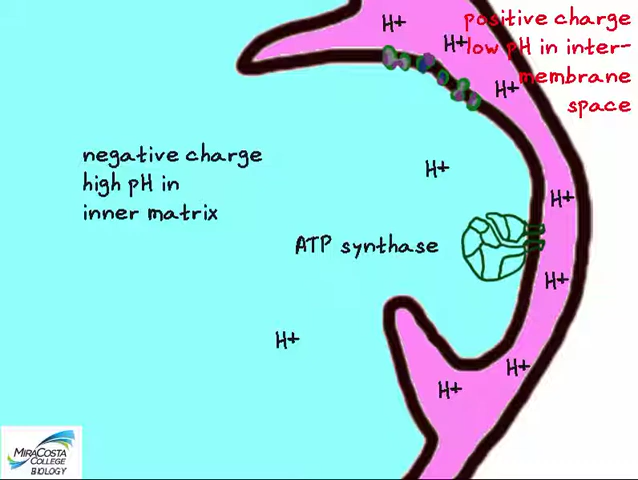 H+
positive charge
H+
low pH in inter-
membrane
H+
space
negative charge
high pH in
inner matrix
H+
H+
ATP synthase
H+
H+
H+
H+
MIRACOSTA
COLLEGE
BIOLOGY